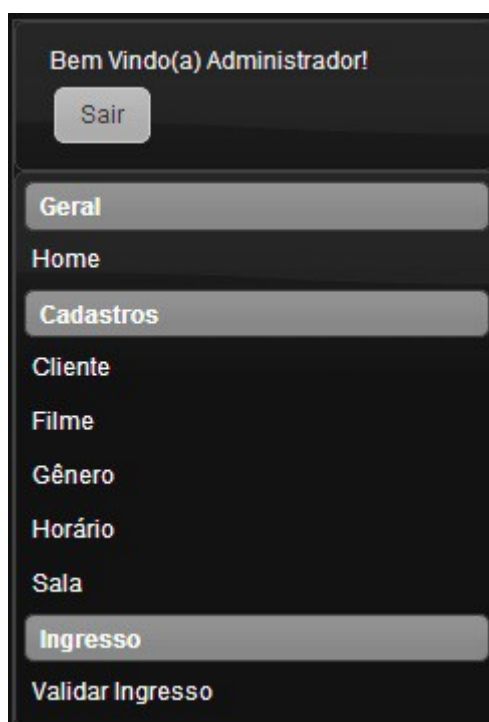 Bem Vindo(a) Administrador!
Sair
Geral
Home
Cadastros
Cliente
Filme
Gênero
Horário
Sala
Ingresso
Validar Ingresso